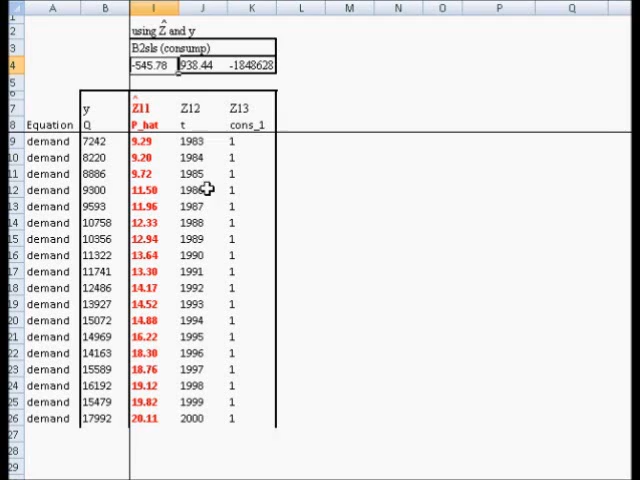 A B I J K L M N O P Q
1
2 using Ẑ and y
3 B2sls (consump)
4 -545.78 938.44 -1848628
5
6
7 y Ẑ11 Z12 Z13
8 Equation Q P_hat t cons_1
9 demand 7242 9.29 1983 1
10 demand 8220 9.20 1984 1
11 demand 8886 9.72 1985 1
12 demand 9300 11.50 1986 1
13 demand 9593 11.96 1987 1
14 demand 10758 12.33 1988 1
15 demand 10356 12.94 1989 1
16 demand 11322 13.64 1990 1
17 demand 11741 13.30 1991 1
18 demand 12486 14.17 1992 1
19 demand 13927 14.52 1993 1
20 demand 15072 14.88 1994 1
21 demand 14969 16.22 1995 1
22 demand 14163 18.30 1996 1
23 demand 15589 18.76 1997 1
24 demand 16192 19.12 1998 1
25 demand 15479 19.82 1999 1
26 demand 17992 20.11 2000 1
27
28
29